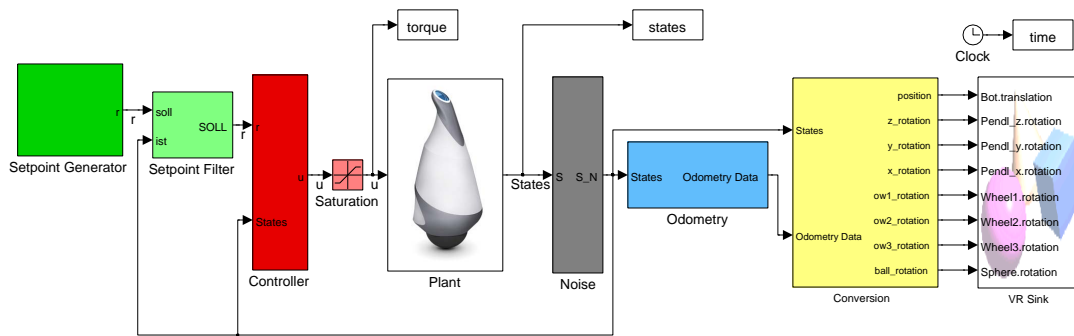 torque
states
time
Clock
Setpoint Generator
r
r
soll
ist
SOLL
Setpoint Filter
r
r
States
u
Controller
u
Saturation
u
Plant
States
S
S_N
Noise
States
Odometry Data
Odometry
States
Odometry Data
position
z_rotation
y_rotation
x_rotation
ow1_rotation
ow2_rotation
ow3_rotation
ball_rotation
Conversion
Bot.translation
Pendl_z.rotation
Pendl_y.rotation
Pendl_x.rotation
Wheel1.rotation
Wheel2.rotation
Wheel3.rotation
Sphere.rotation
VR Sink